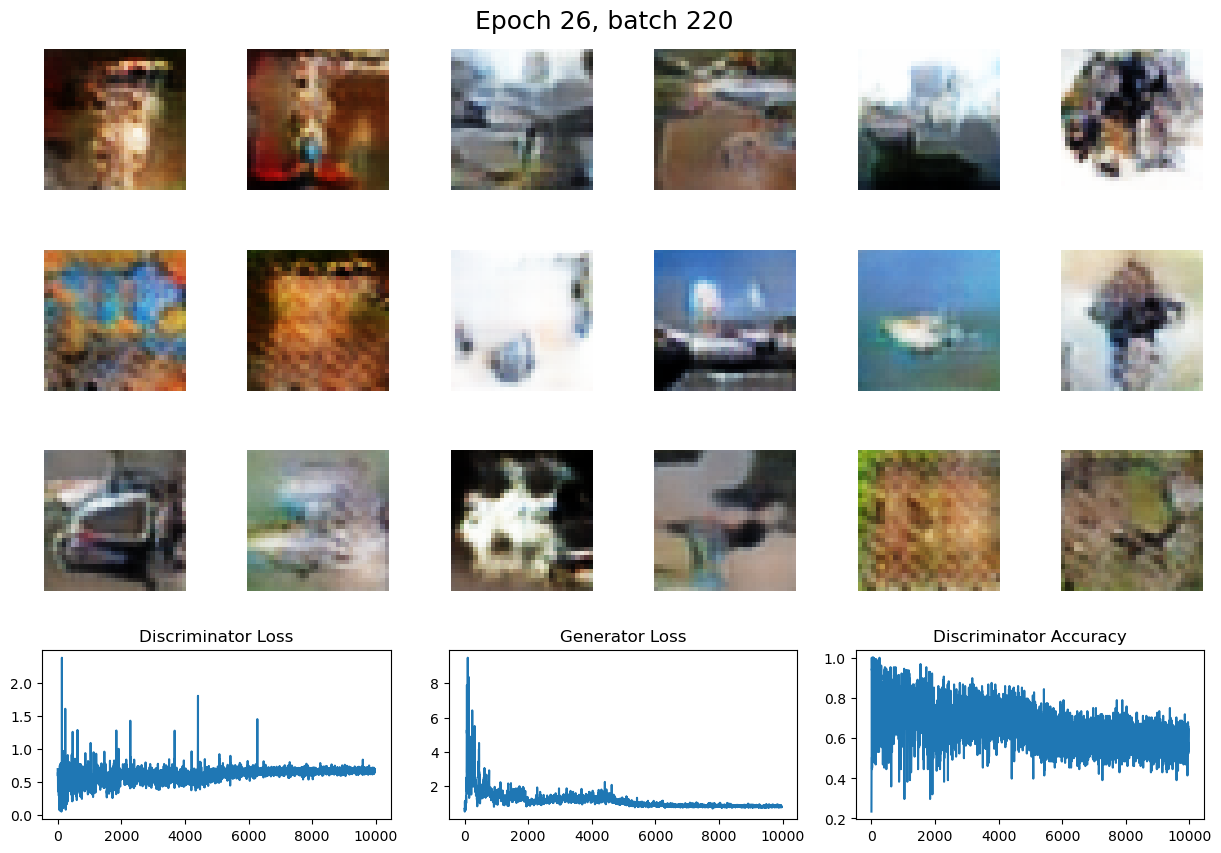 Epoch 26, batch 220
Discriminator Loss
Generator Loss
Discriminator Accuracy
2.0
1.5
1.0
0.5
0.0
0 2000 4000 6000 8000 10000
8
6
4
2
0 2000 4000 6000 8000 10000
1.0
0.8
0.6
0.4
0.2
0 2000 4000 6000 8000 10000